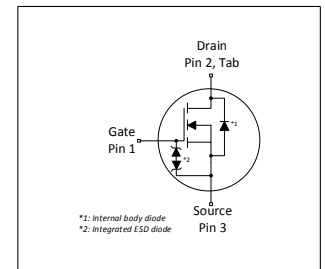 Drain
Pin 2, Tab
*1
Gate
Pin 1
*2
Source
Pin 3
*1: Internal body diode
*2: Integrated ESD diode